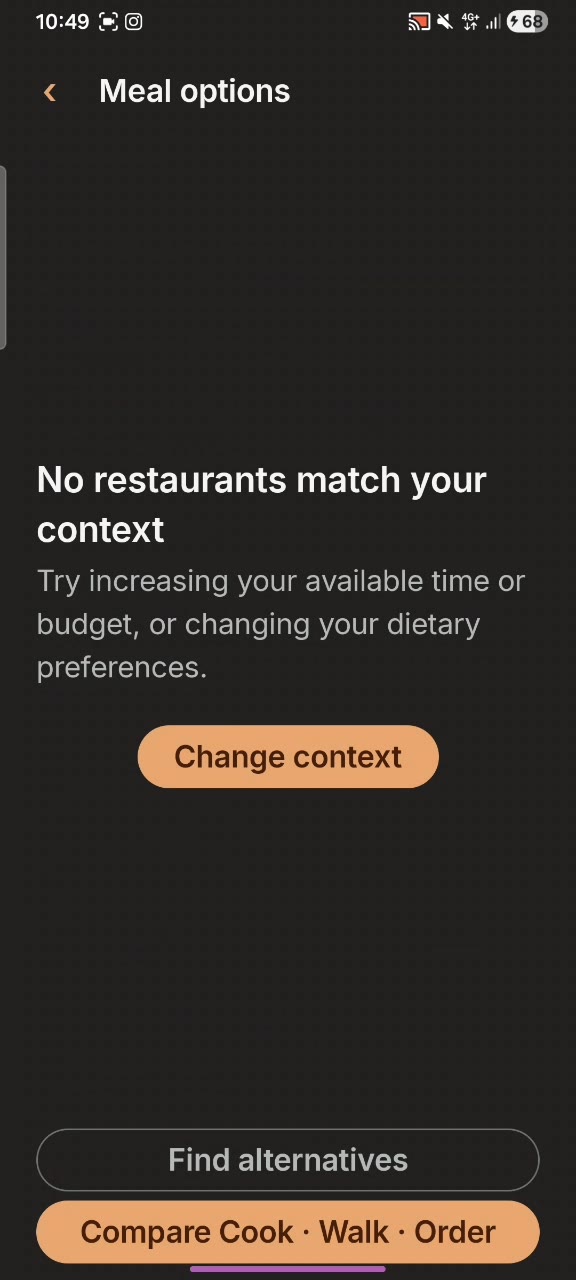 10:49 4G+ 68
‹ Meal options
No restaurants match your
context
Try increasing your available time or
budget, or changing your dietary
preferences.
Change context
Find alternatives
Compare Cook · Walk · Order